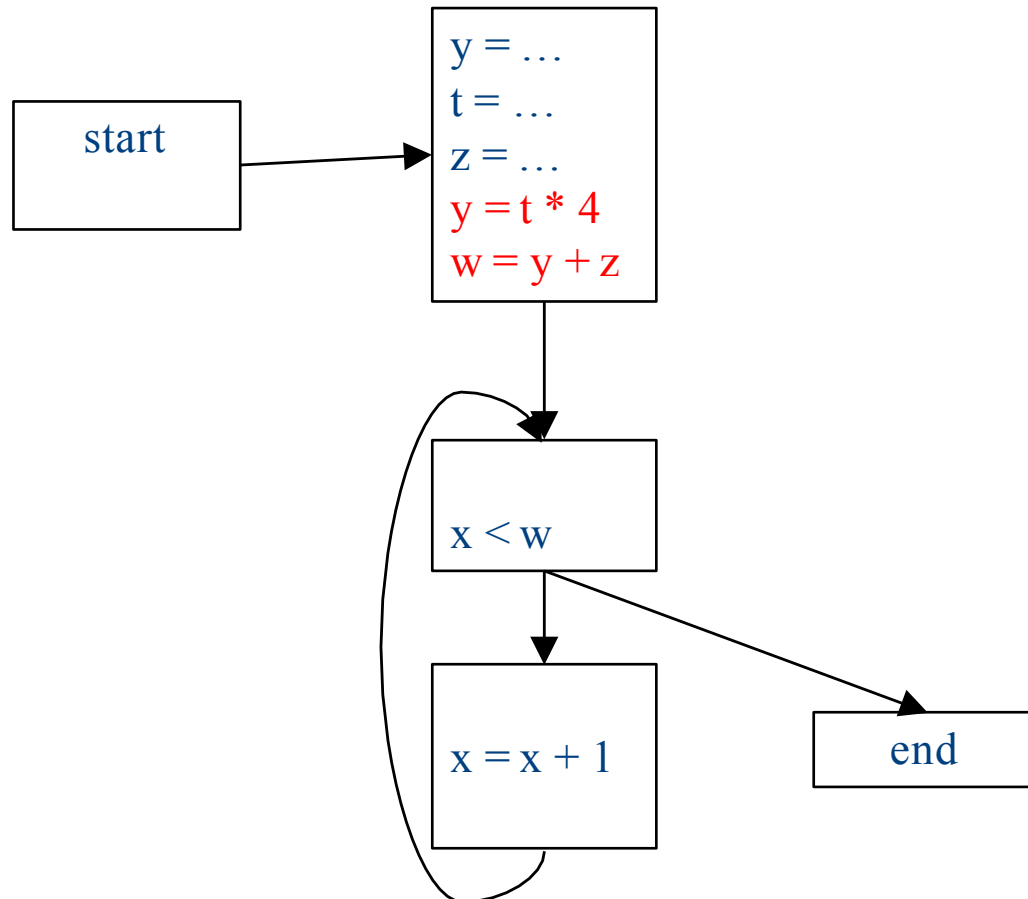 start
y = …
t = …
z = …
y = t * 4
w = y + z
x < w
x = x + 1
end